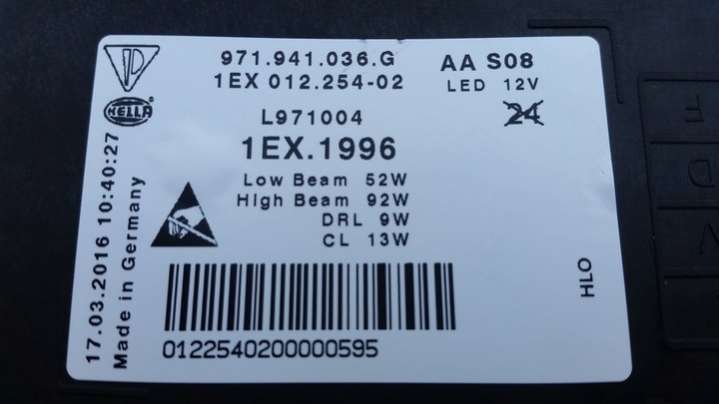 971.941.036.G
1EX 012.254-02
AA S08
LED 12V
24
HELLA
L971004
1EX.1996
Low Beam 52W
High Beam 92W
DRL 9W
CL 13W
17.03.2016 10:40:27
Made in Germany
HLO
0122540200000595
F
D